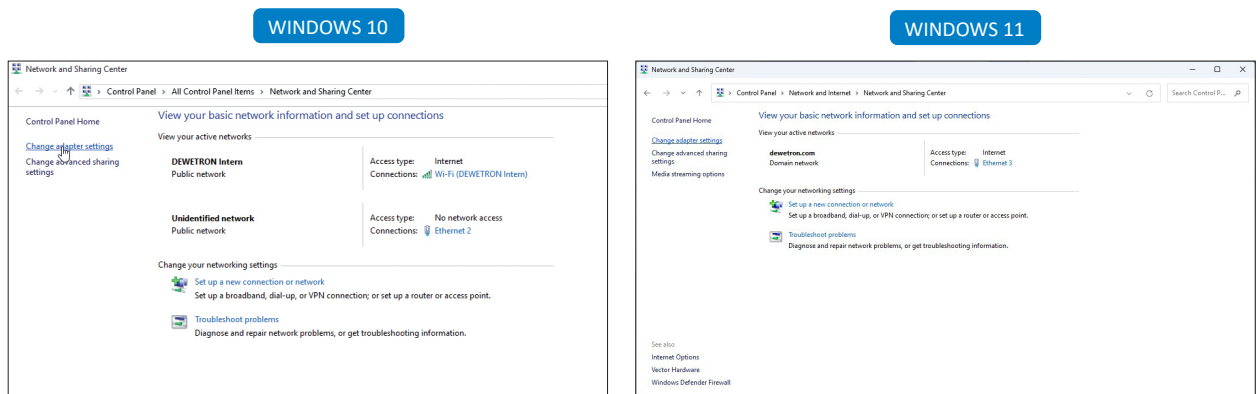 WINDOWS 10
Network and Sharing Center
Control Panel > All Control Panel Items > Network and Sharing Center
Control Panel Home
Change adapter settings
Change advanced sharing
settings
View your basic network information and set up connections
View your active networks
DEWETRON Intern
Public network
Access type: Internet
Connections: Wi-Fi (DEWETRON Intern)
Unidentified network
Public network
Access type: No network access
Connections: Ethernet 2
Change your networking settings
Set up a new connection or network
Set up a broadband, dial-up, or VPN connection; or set up a router or access point.
Troubleshoot problems
Diagnose and repair network problems, or get troubleshooting information.
WINDOWS 11
Network and Sharing Center
Control Panel > Network and Internet > Network and Sharing Center
Search Control P...
Control Panel Home
Change adapter settings
Change advanced sharing
settings
Media streaming options
View your basic network information and set up connections
View your active networks
dewetron.com
Domain network
Access type: Internet
Connections: Ethernet 3
Change your networking settings
Set up a new connection or network
Set up a broadband, dial-up, or VPN connection; or set up a router or access point.
Troubleshoot problems
Diagnose and repair network problems, or get troubleshooting information.
See also
Internet Options
Vector Hardware
Windows Defender Firewall